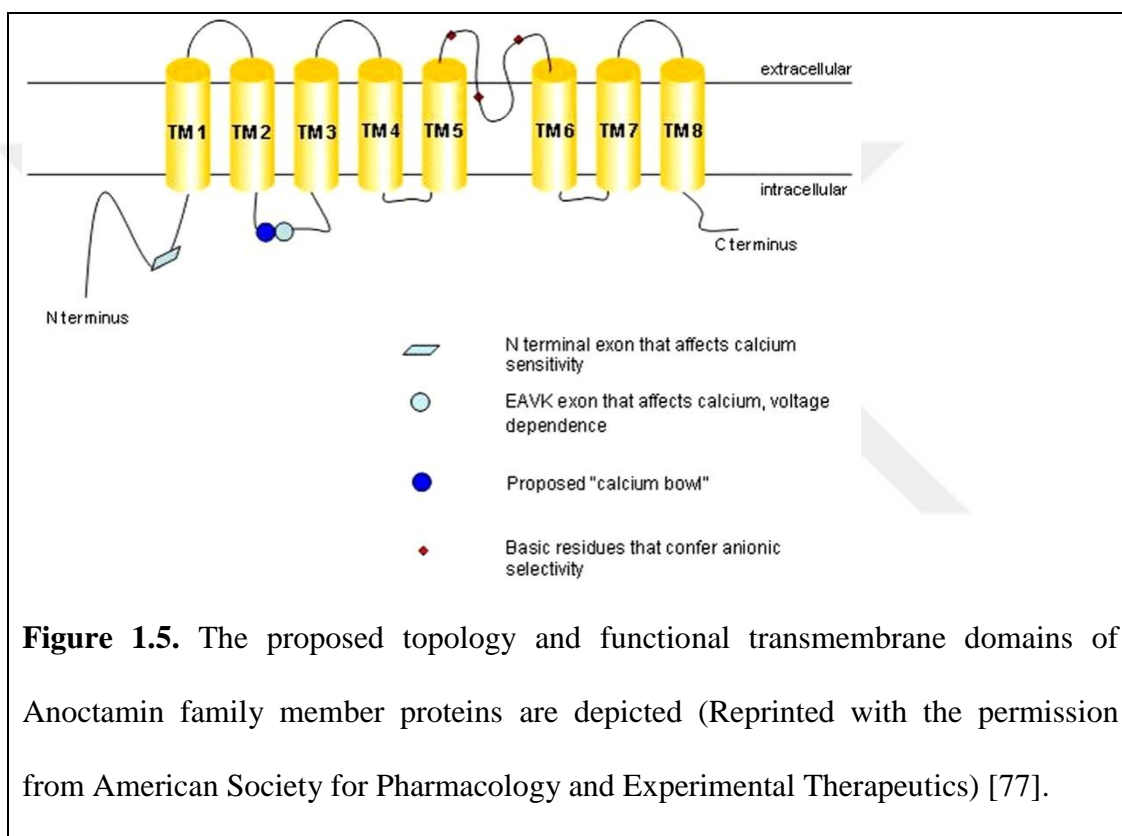 extracellular
TM1 TM2 TM3 TM4 TM5 TM6 TM7 TM8
intracellular
C terminus
N terminus
N terminal exon that affects calcium
sensitivity
EAVK exon that affects calcium, voltage
dependence
Proposed "calcium bowl"
Basic residues that confer anionic
selectivity
Figure 1.5. The proposed topology and functional transmembrane domains of
Anoctamin family member proteins are depicted (Reprinted with the permission
from American Society for Pharmacology and Experimental Therapeutics) [77].